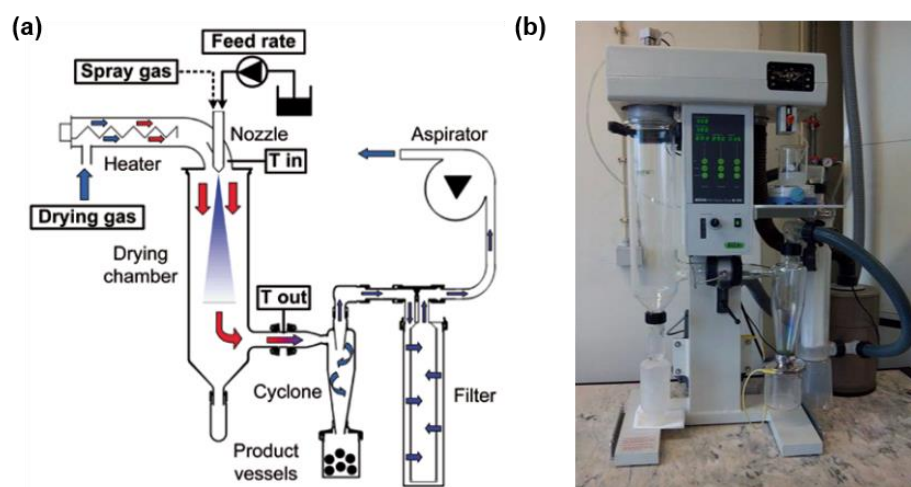 (a)
Feed rate
Spray gas
Nozzle
Heater
T in
Drying gas
Drying
chamber
T out
Cyclone
Product
vessels
Aspirator
Filter
(b)